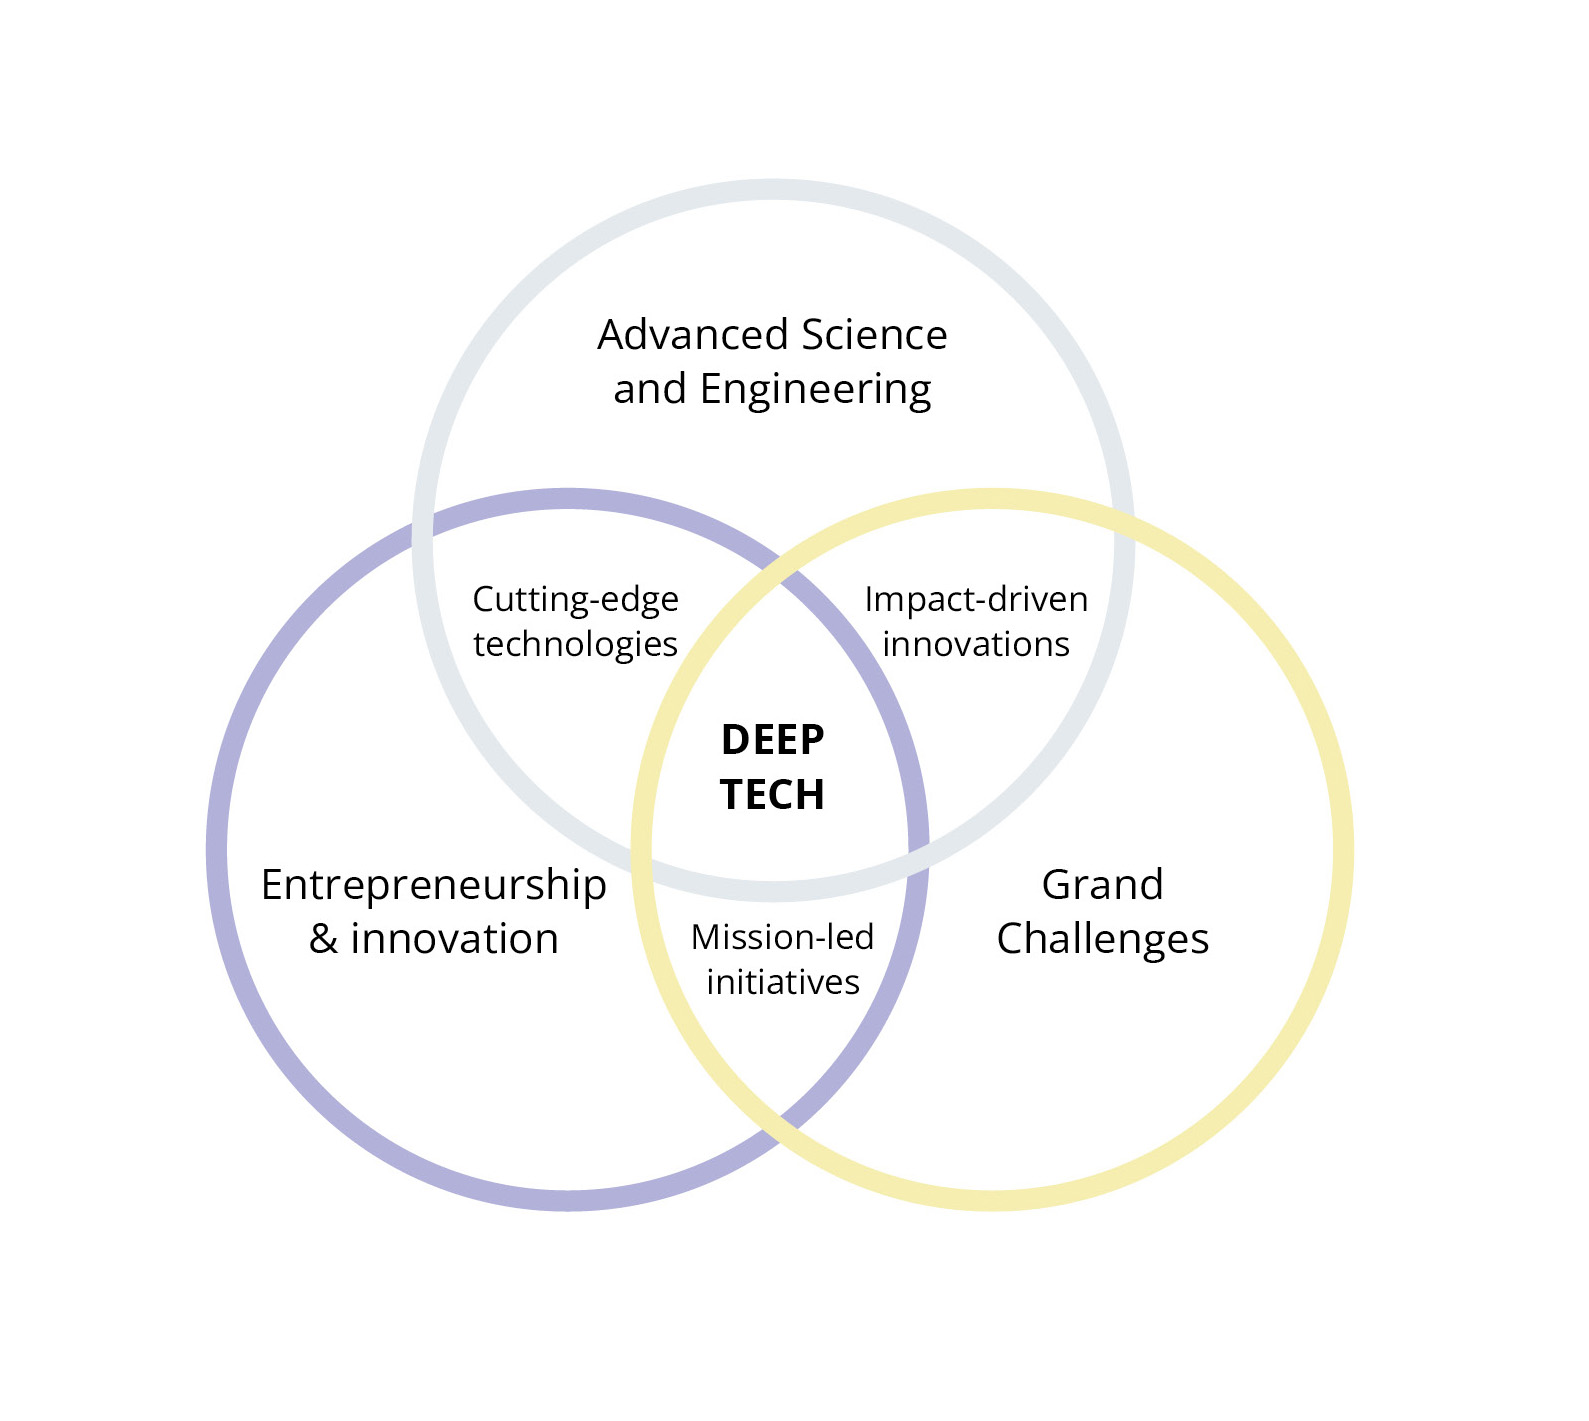 Advanced Science
and Engineering
Cutting-edge
technologies
Impact-driven
innovations
DEEP
TECH
Entrepreneurship
& innovation
Grand
Challenges
Mission-led
initiatives